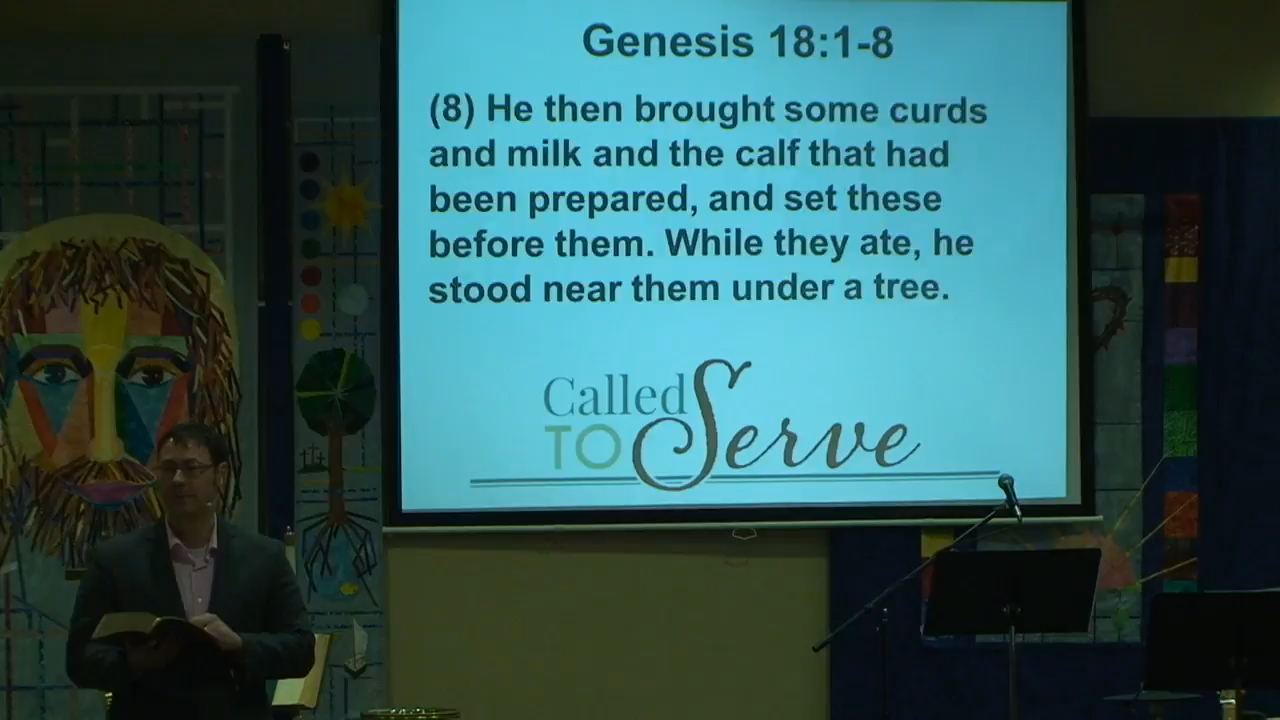 Genesis 18:1-8
(8) He then brought some curds
and milk and the calf that had
been prepared, and set these
before them. While they ate, he
stood near them under a tree.
Called
TO Serve